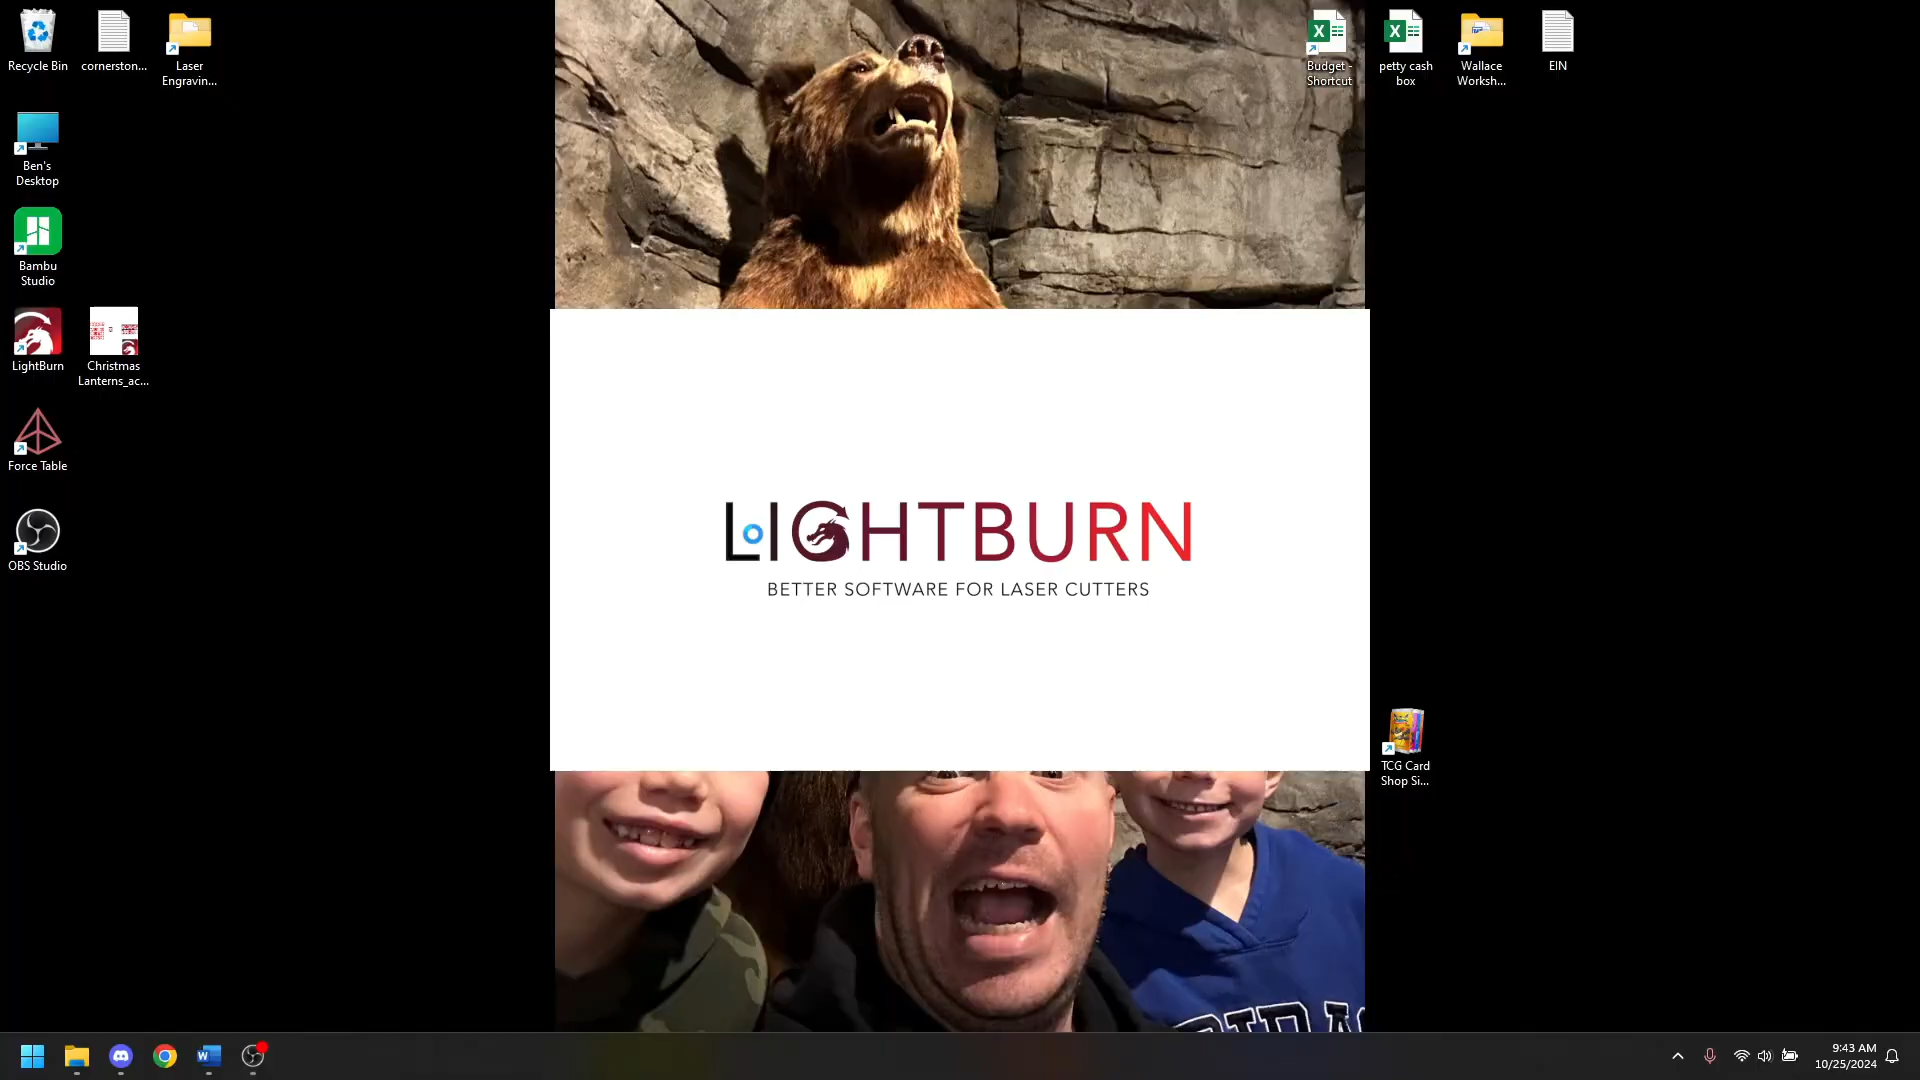 Recycle Bin
cornerston...
Laser
Engravin...
Budget -
Shortcut
petty cash
box
Wallace
Worksh...
EIN
Ben's
Desktop
Bambu
Studio
LightBurn
Christmas
Lanterns_ac...
Force Table
OBS Studio
LIGHTBURN
BETTER SOFTWARE FOR LASER CUTTERS
TCG Card
Shop Si...
9:43 AM
10/25/2024